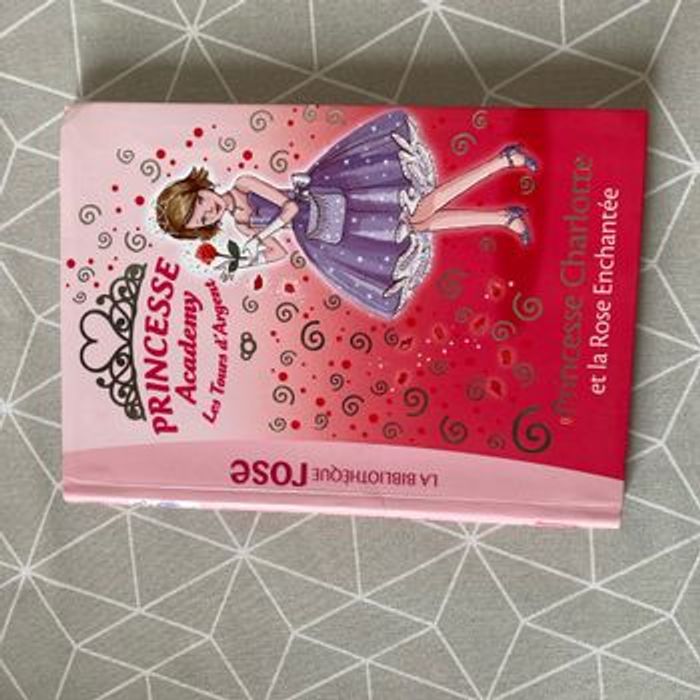 PRINCESSE
Academy
Les Tours d'Argent
Princesse Charlotte
et la Rose Enchantée
LA BIBLIOTHÈQUE rose